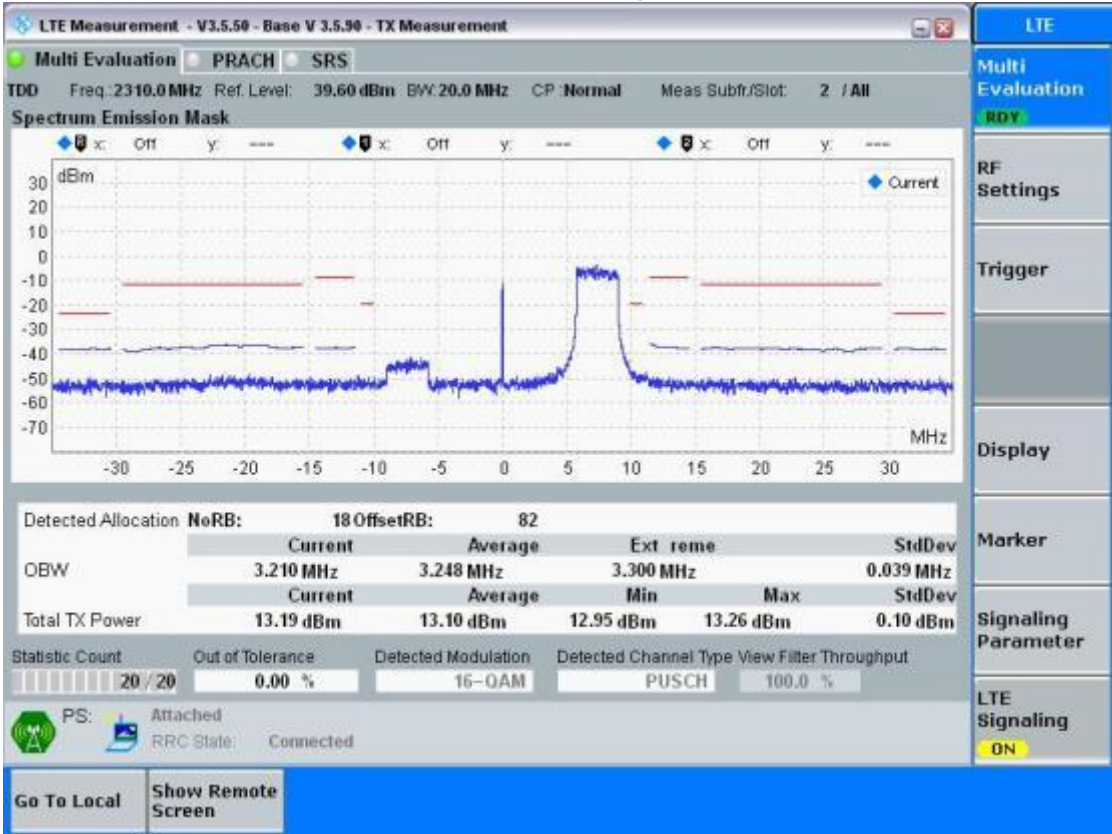 LTE Measurement - V3.5.50 - Base V 3.5.90 - TX Measurement
LTE
Multi Evaluation PRACH SRS
Multi
Evaluation
RDY
TDD Freq.:2310.0 MHz Ref. Level: 39.60 dBm BW:20.0 MHz CP :Normal Meas Subfr./Slot: 2 / All
Spectrum Emission Mask
x: Off y: --- x: Off y: --- x: Off y: ---
dBm
Current
30
20
10
0
-10
-20
-30
-40
-50
-60
-70
MHz
-30 -25 -20 -15 -10 -5 0 5 10 15 20 25 30
RF
Settings
Trigger
Display
Marker
Signaling
Parameter
LTE
Signaling
ON
Detected Allocation NoRB: 18 OffsetRB: 82
Current Average Ext reme StdDev
OBW 3.210 MHz 3.248 MHz 3.300 MHz 0.039 MHz
Current Average Min Max StdDev
Total TX Power 13.19 dBm 13.10 dBm 12.95 dBm 13.26 dBm 0.10 dBm
Statistic Count Out of Tolerance Detected Modulation Detected Channel Type View Filter Throughput
20 / 20 0.00 % 16-QAM PUSCH 100.0 %
PS: Attached
RRC State: Connected
Go To Local
Show Remote
Screen